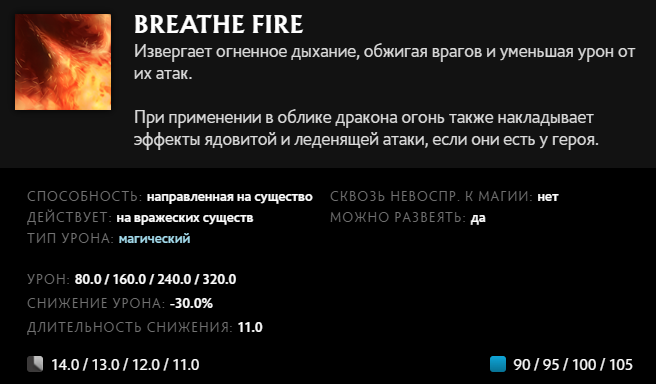 BREATHE FIRE
Извергает огненное дыхание, обжигая врагов и уменьшая урон от
их атак.
При применении в облике дракона огонь также накладывает
эффекты ядовитой и леденящей атаки, если они есть у героя.
СПОСОБНОСТЬ: направленная на существо СКВОЗЬ НЕВОСПР. К МАГИИ: нет
ДЕЙСТВУЕТ: на вражеских существ МОЖНО РАЗВЕЯТЬ: да
ТИП УРОНА: магический
УРОН: 80.0 / 160.0 / 240.0 / 320.0
СНИЖЕНИЕ УРОНА: -30.0%
ДЛИТЕЛЬНОСТЬ СНИЖЕНИЯ: 11.0
14.0 / 13.0 / 12.0 / 11.0 90 / 95 / 100 / 105